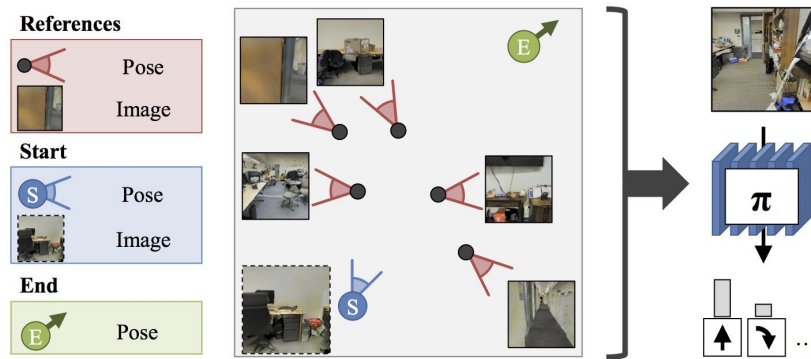 References
Pose
Image
Start
S
Pose
Image
End
E
Pose
E
S
π
...